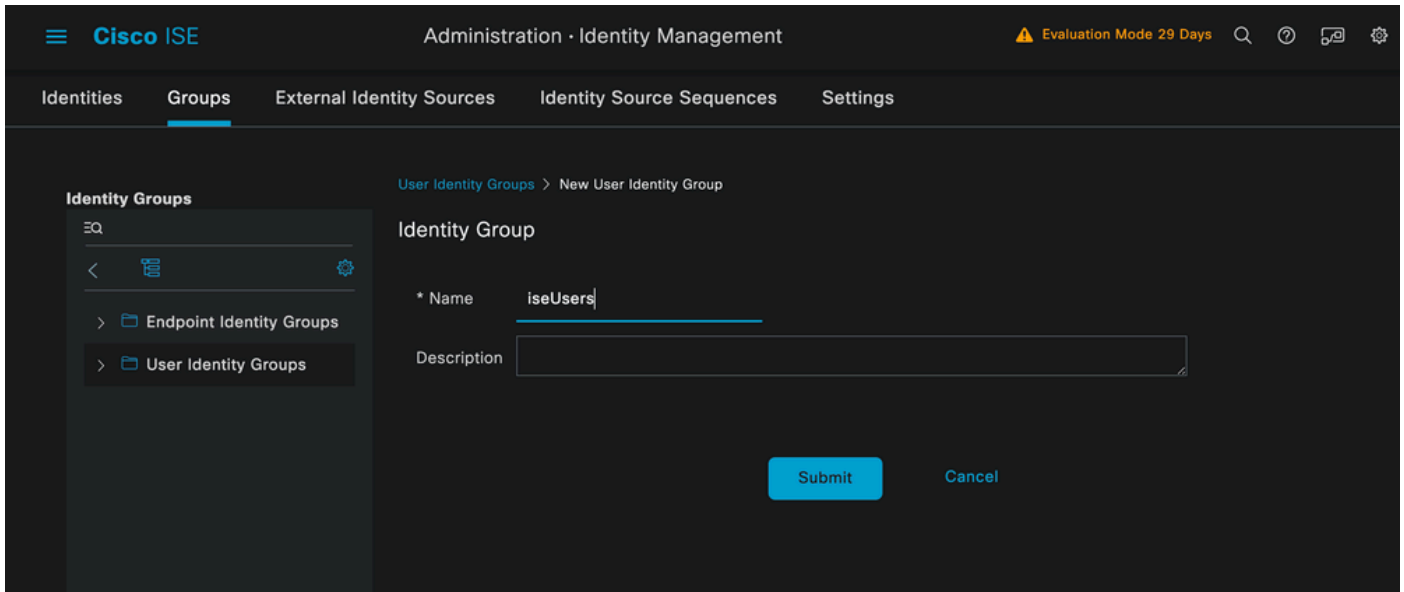 Cisco ISE
Administration · Identity Management
Evaluation Mode 29 Days
Identities Groups External Identity Sources Identity Source Sequences Settings
Identity Groups
Endpoint Identity Groups
User Identity Groups
User Identity Groups > New User Identity Group
Identity Group
* Name iseUsers
Description
Submit Cancel